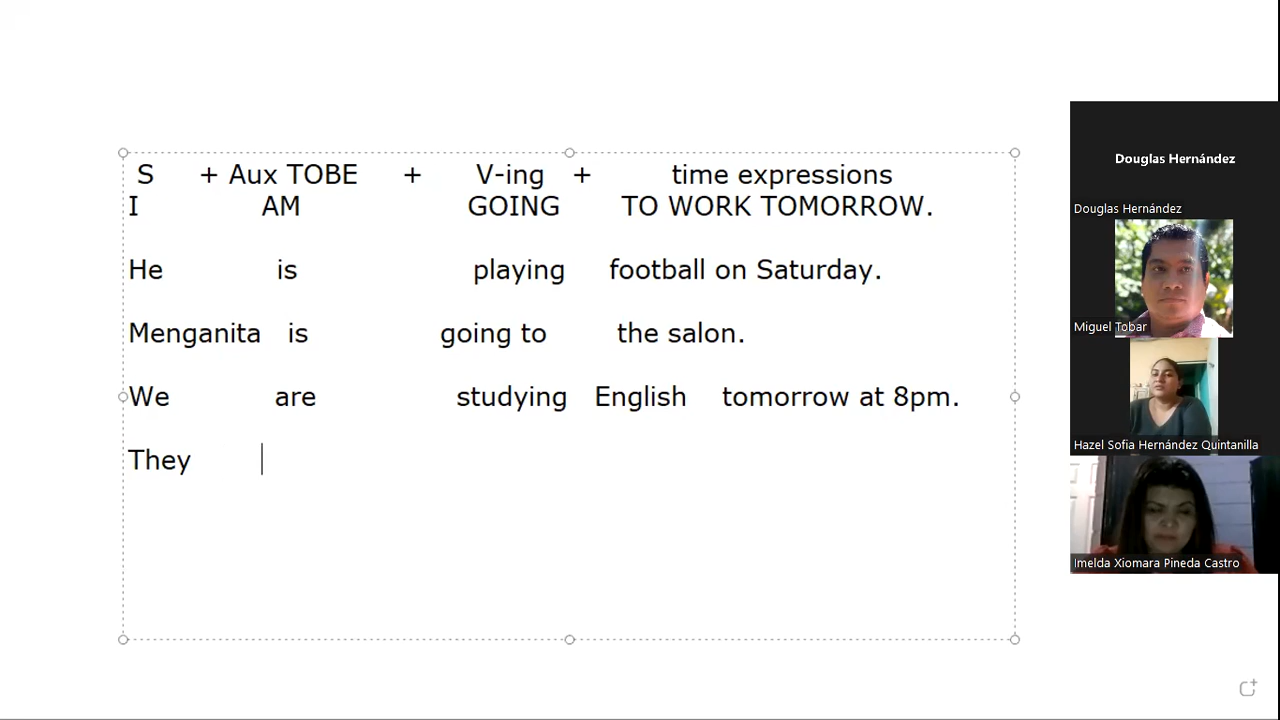 S + Aux TOBE + V-ing + time expressions
I AM GOING TO WORK TOMORROW.
He is playing football on Saturday.
Menganita is going to the salon.
We are studying English tomorrow at 8pm.
They
Douglas Hernández
Douglas Hernández
Miguel Tobar
Hazel Sofia Hernández Quintanilla
Imelda Xiomara Pineda Castro